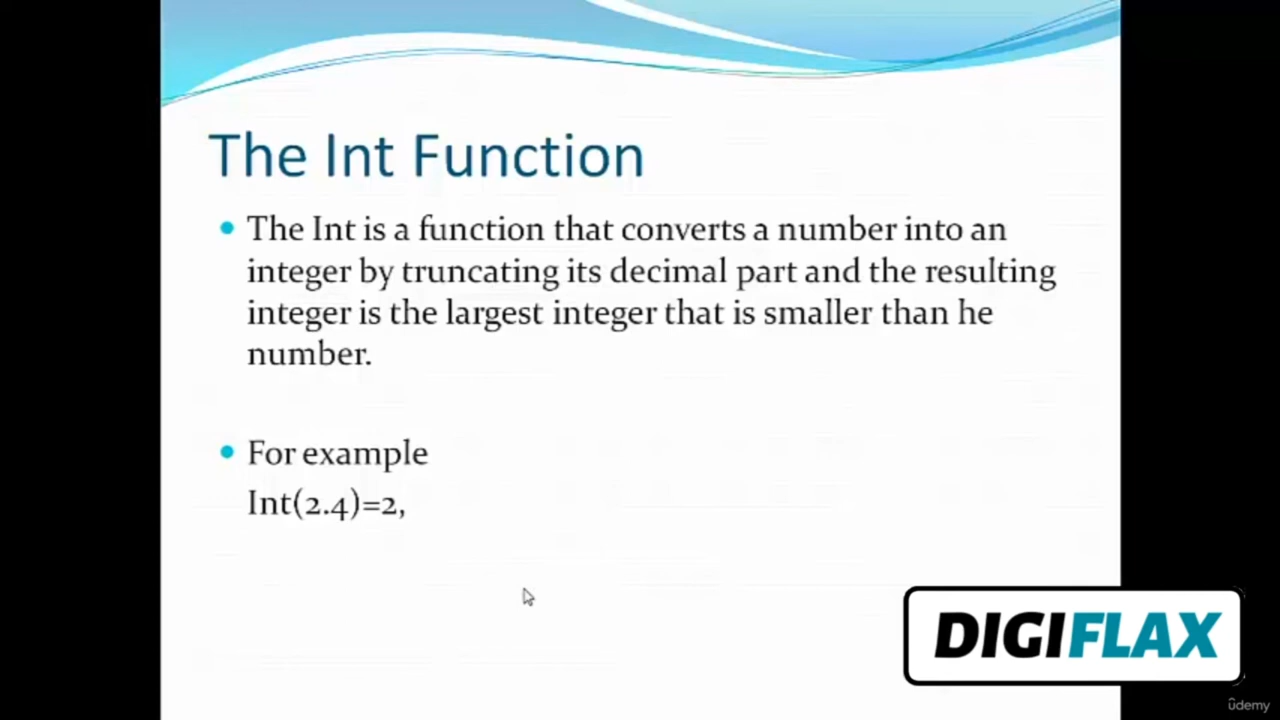 The Int Function
• The Int is a function that converts a number into an
integer by truncating its decimal part and the resulting
integer is the largest integer that is smaller than he
number.
• For example
Int(2.4)=2,
DIGIFLAX
ûdemy